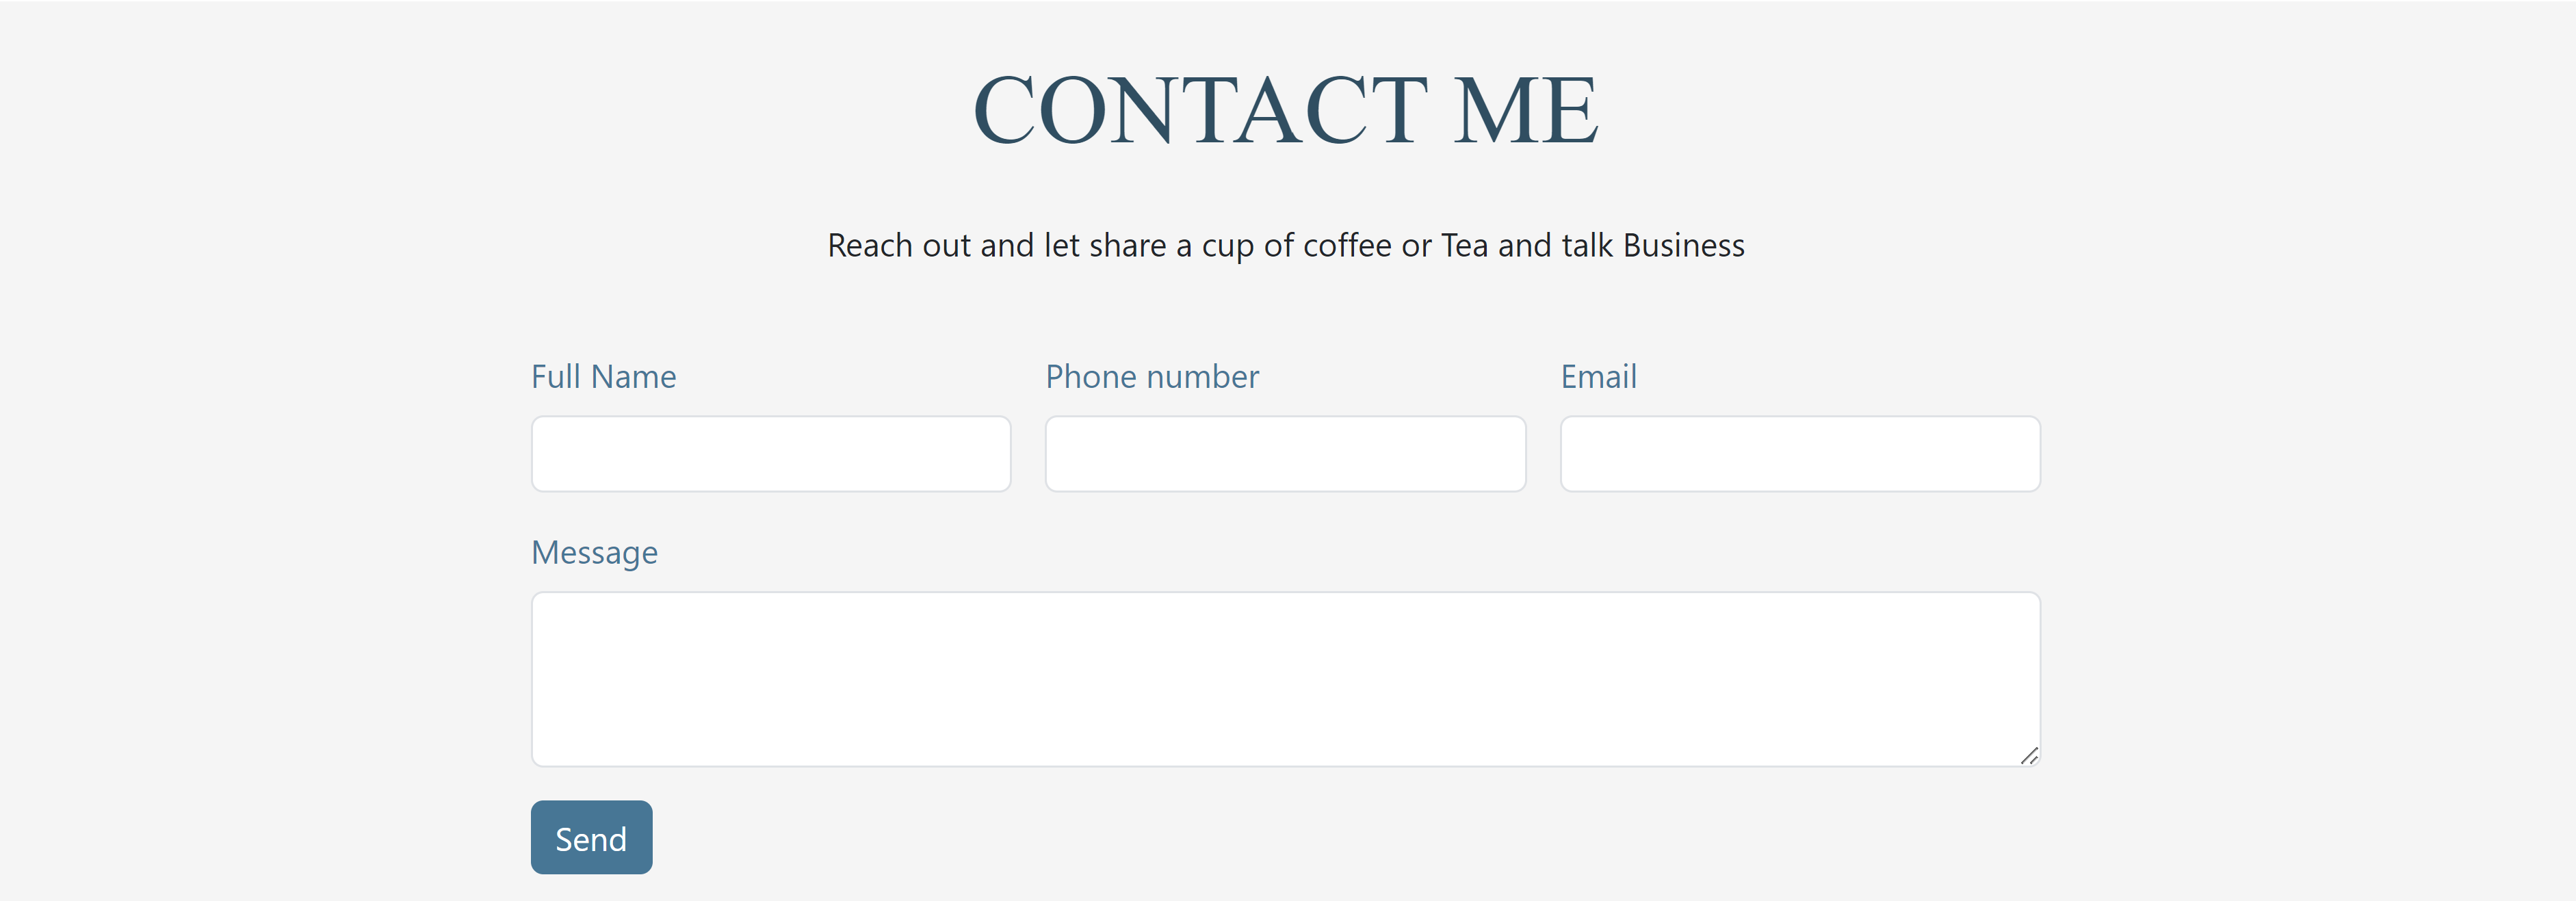 CONTACT ME
Reach out and let share a cup of coffee or Tea and talk Business
Full Name
Phone number
Email
Message
Send